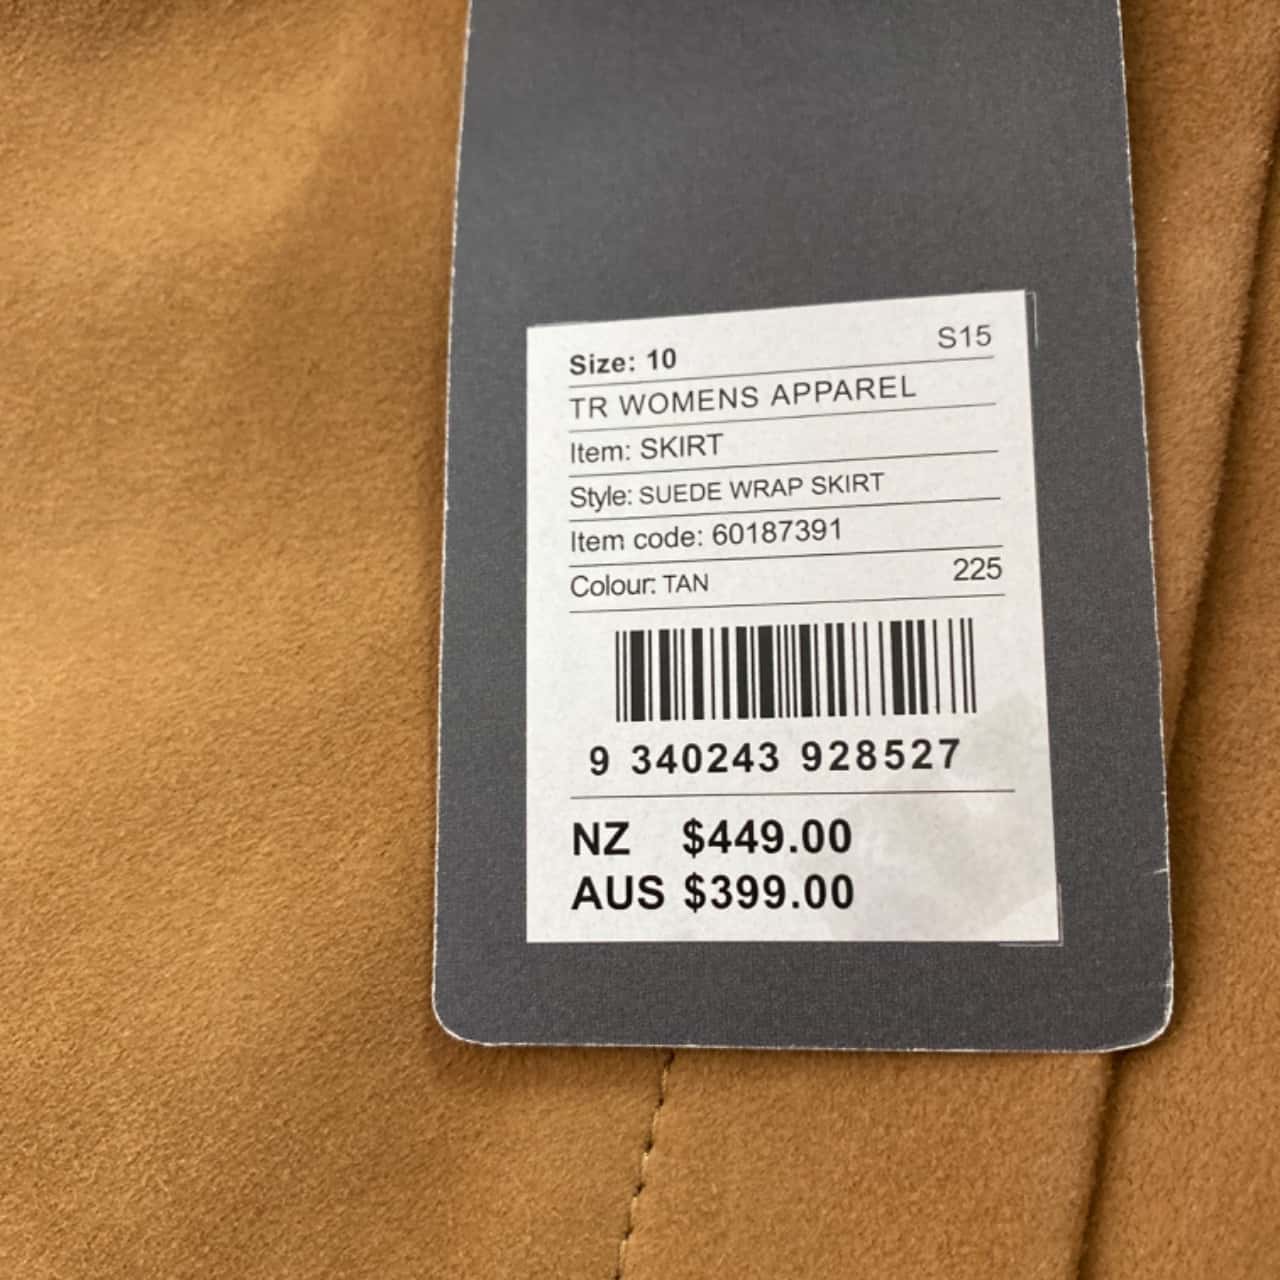 Size: 10 S15
TR WOMENS APPAREL
Item: SKIRT
Style: SUEDE WRAP SKIRT
Item code: 60187391
Colour: TAN 225
9 340243 928527
NZ $449.00
AUS $399.00